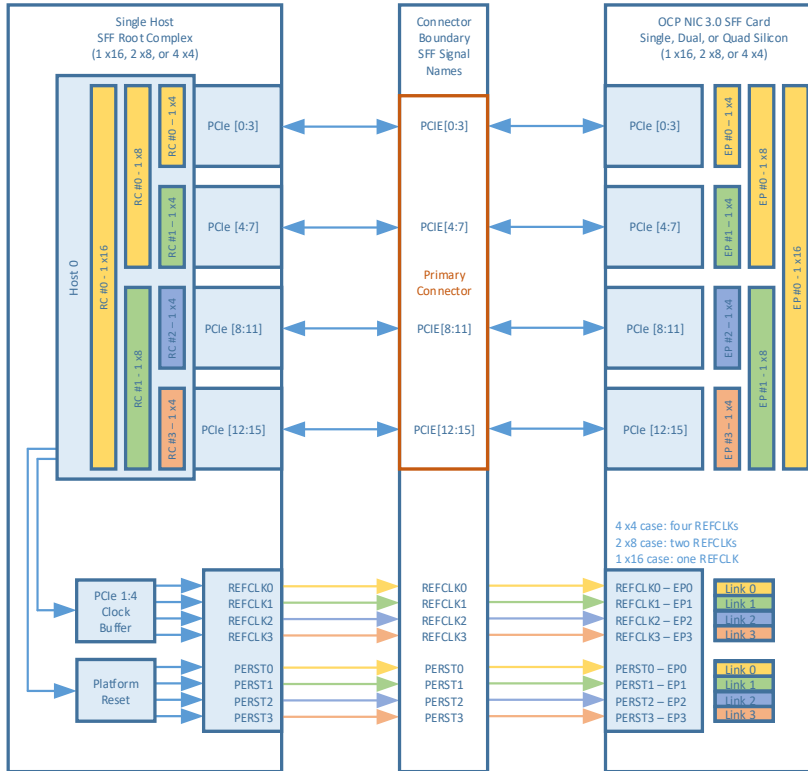 Single Host
SFF Root Complex
(1 x16, 2 x8, or 4 x4)
Host 0
RC #0 - 1 x16
RC #0 - 1 x8
RC #1 - 1 x8
RC #0 – 1 x4
RC #1 – 1 x4
RC #2 – 1 x4
RC #3 – 1 x4
PCIe [0:3]
PCIe [4:7]
PCIe [8:11]
PCIe [12:15]
PCIe 1:4
Clock
Buffer
Platform
Reset
REFCLK0
REFCLK1
REFCLK2
REFCLK3
PERST0
PERST1
PERST2
PERST3
Connector
Boundary
SFF Signal
Names
PCIE[0:3]
PCIE[4:7]
Primary
Connector
PCIE[8:11]
PCIE[12:15]
REFCLK0
REFCLK1
REFCLK2
REFCLK3
PERST0
PERST1
PERST2
PERST3
OCP NIC 3.0 SFF Card
Single, Dual, or Quad Silicon
(1 x16, 2 x8, or 4 x4)
PCIe [0:3]
PCIe [4:7]
PCIe [8:11]
PCIe [12:15]
EP #0 – 1 x4
EP #1 – 1 x4
EP #2 – 1 x4
EP #3 – 1 x4
EP #0 - 1 x8
EP #1 - 1 x8
EP #0 - 1 x16
4 x4 case: four REFCLKs
2 x8 case: two REFCLKs
1 x16 case: one REFCLK
REFCLK0 – EP0
REFCLK1 – EP1
REFCLK2 – EP2
REFCLK3 – EP3
Link 0
Link 1
Link 2
Link 3
PERST0 – EP0
PERST1 – EP1
PERST2 – EP2
PERST3 – EP3
Link 0
Link 1
Link 2
Link 3